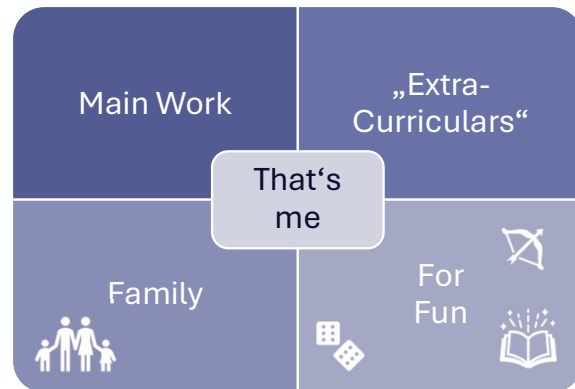 Main Work
„Extra-
Curriculars“
That‘s
me
Family
For
Fun